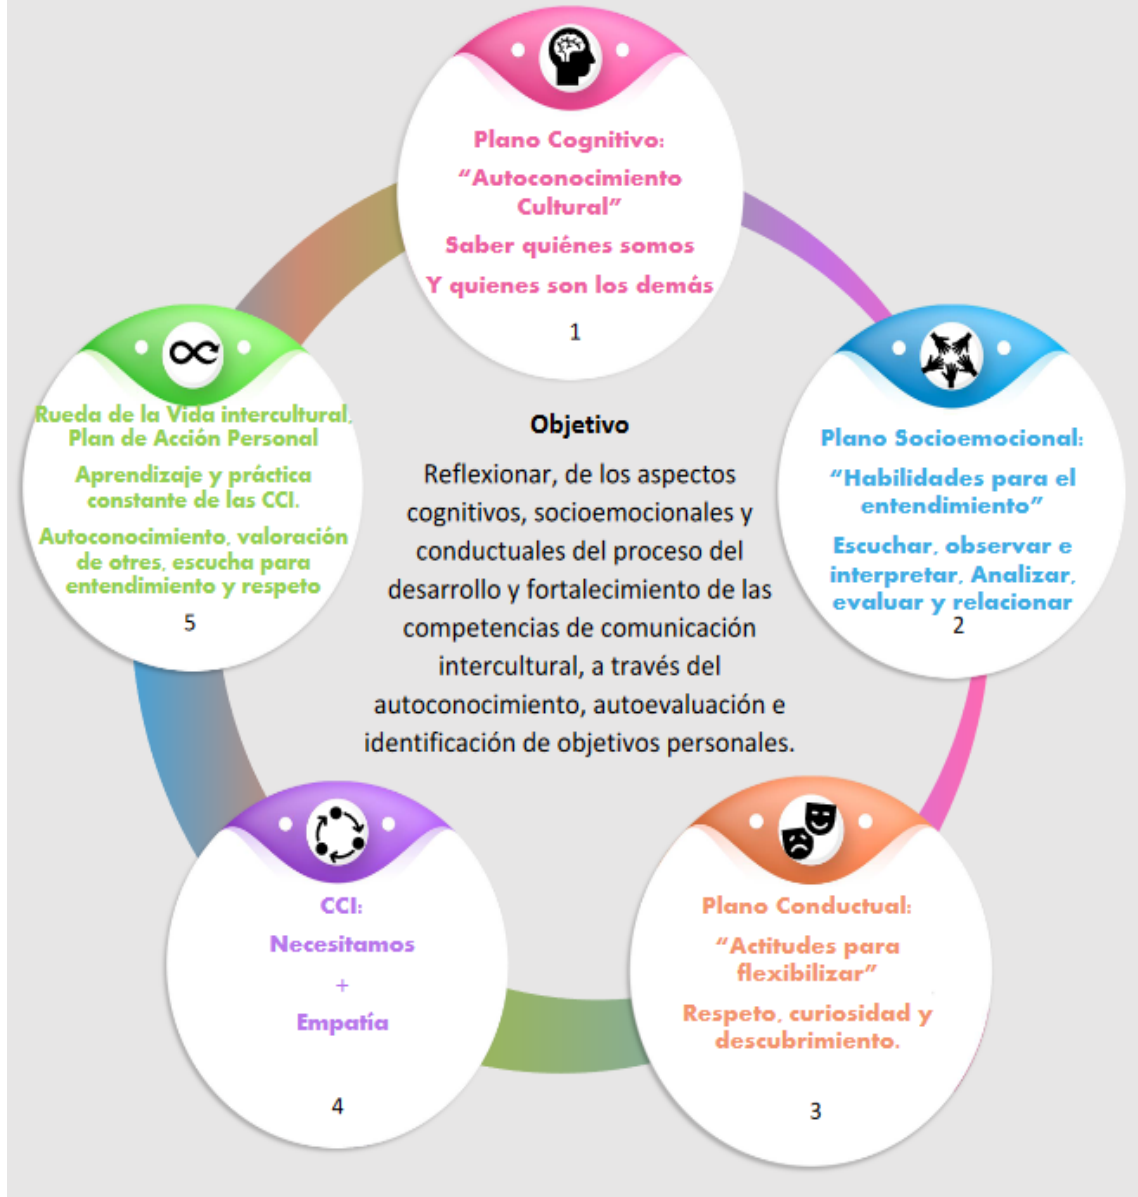 Plano Cognitivo:
“Autoconocimiento
Cultural”
Saber quiénes somos
Y quienes son los demás
1
Plano Socioemocional:
“Habilidades para el
entendimiento”
Escuchar, observar e
interpretar, Analizar,
evaluar y relacionar
2
Plano Conductual:
“Actitudes para
flexibilizar”
Respeto, curiosidad y
descubrimiento.
3
CCI:
Necesitamos
+
Empatía
4
Rueda de la Vida intercultural,
Plan de Acción Personal
Aprendizaje y práctica
constante de las CCI.
Autoconocimiento, valoración
de otres, escucha para
entendimiento y respeto
5
Objetivo
Reflexionar, de los aspectos
cognitivos, socioemocionales y
conductuales del proceso del
desarrollo y fortalecimiento de las
competencias de comunicación
intercultural, a través del
autoconocimiento, autoevaluación e
identificación de objetivos personales.